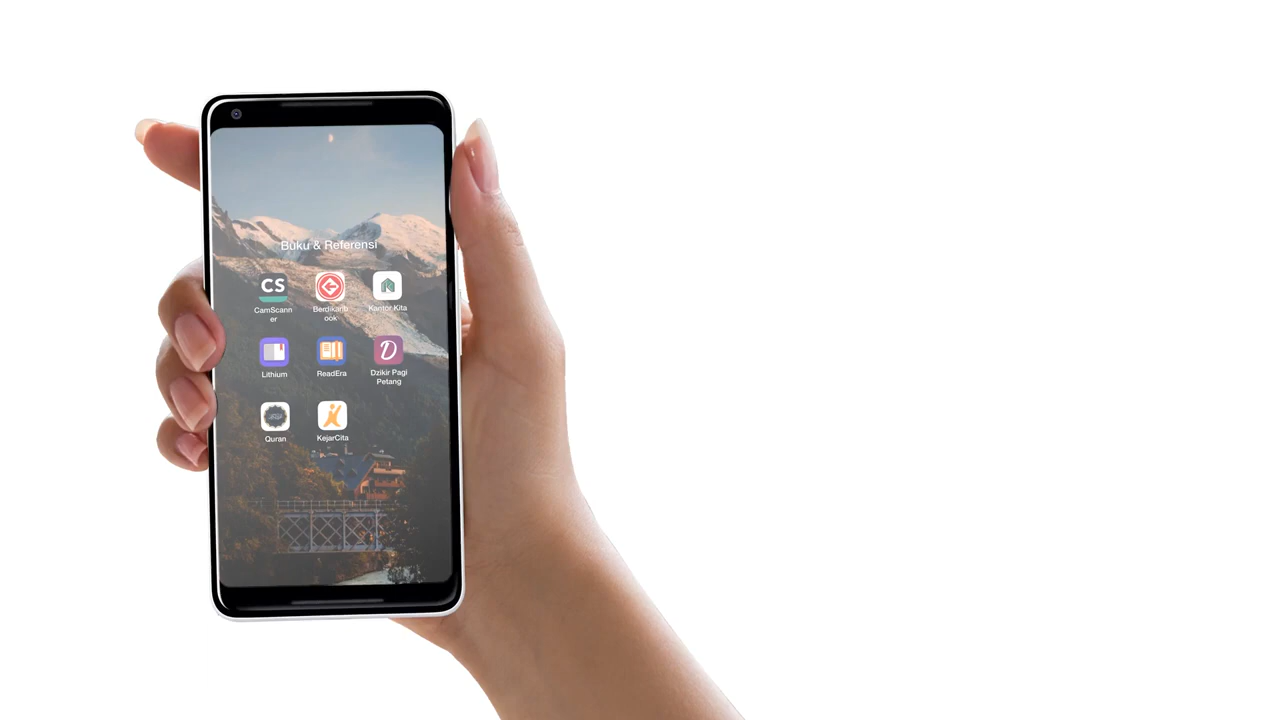 Buku & Referensi
CS
CamScann
er
Berdikarib
ook
Kantor Kita
Lithium
ReadEra
D
Dzikir Pagi
Petang
Quran
KejarCita